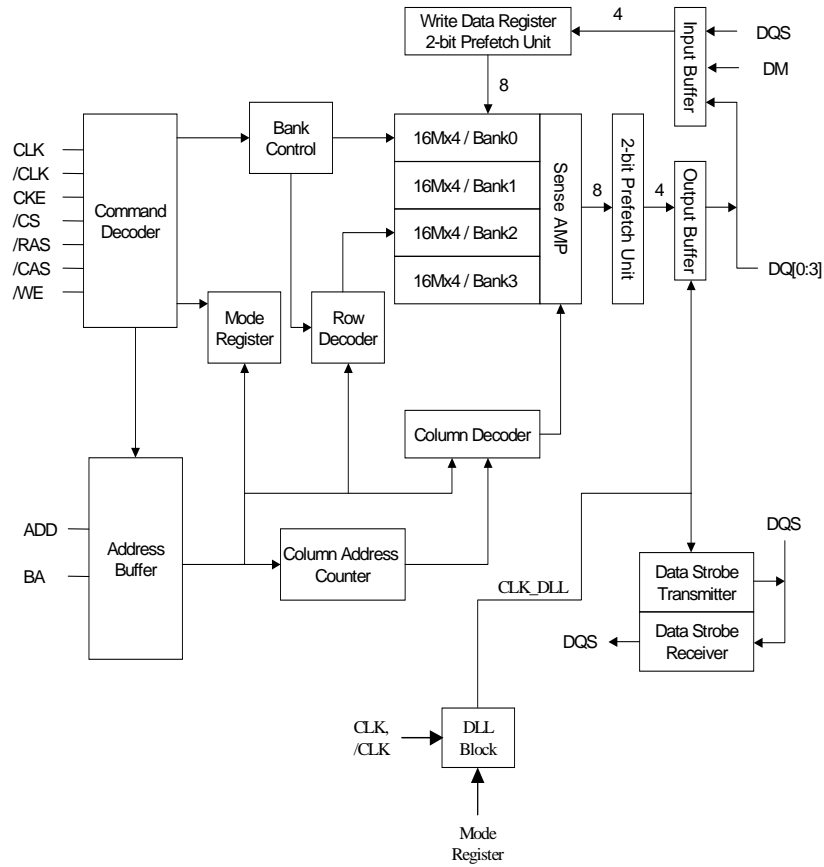 Write Data Register
2-bit Prefetch Unit
4
Input Buffer
DQS
DM
8
Bank
Control
16Mx4 / Bank0
16Mx4 / Bank1
16Mx4 / Bank2
16Mx4 / Bank3
Sense AMP
8
2-bit Prefetch Unit
4
Output Buffer
DQ[0:3]
CLK
/CLK
CKE
/CS
/RAS
/CAS
/WE
Command
Decoder
Mode
Register
Row
Decoder
Column Decoder
ADD
BA
Address
Buffer
Column Address
Counter
CLK_DLL
DQS
Data Strobe
Transmitter
Data Strobe
Receiver
DQS
CLK,
/CLK
DLL
Block
Mode
Register